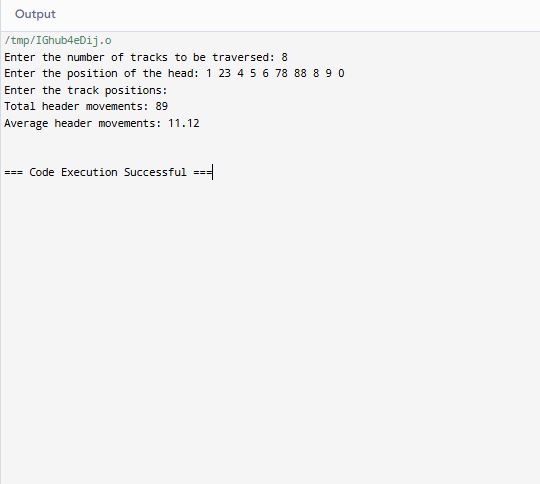 Output
/tmp/IGhub4eDij.o
Enter the number of tracks to be traversed: 8
Enter the position of the head: 1 23 4 5 6 78 88 8 9 0
Enter the track positions:
Total header movements: 89
Average header movements: 11.12
=== Code Execution Successful ===